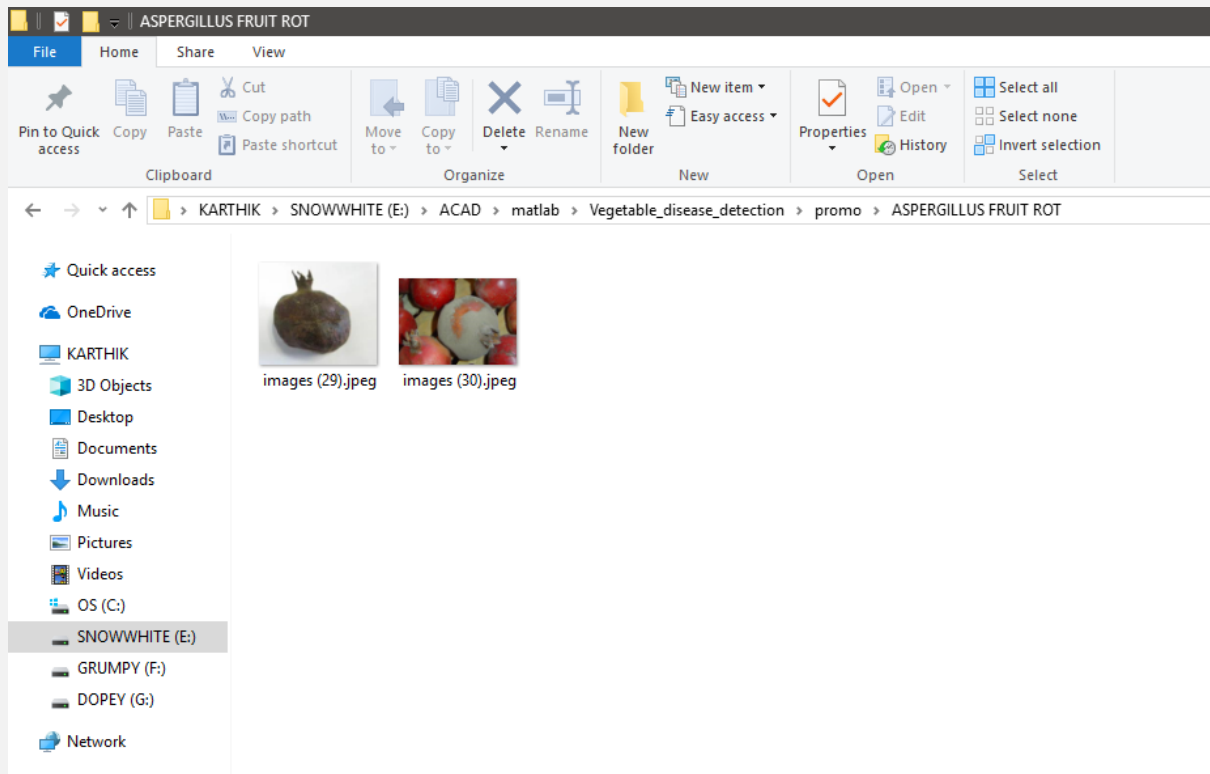 ASPERGILLUS FRUIT ROT
File Home Share View
Pin to Quick access
Copy
Paste
Cut
Copy path
Paste shortcut
Clipboard
Move to
Copy to
Delete
Rename
Organize
New folder
New item
Easy access
New
Properties
Open
Edit
History
Open
Select all
Select none
Invert selection
Select
KARTHIK > SNOWWHITE (E:) > ACAD > matlab > Vegetable_disease_detection > promo > ASPERGILLUS FRUIT ROT
Quick access
OneDrive
KARTHIK
3D Objects
Desktop
Documents
Downloads
Music
Pictures
Videos
OS (C:)
SNOWWHITE (E:)
GRUMPY (F:)
DOPEY (G:)
Network
images (29).jpeg
images (30).jpeg